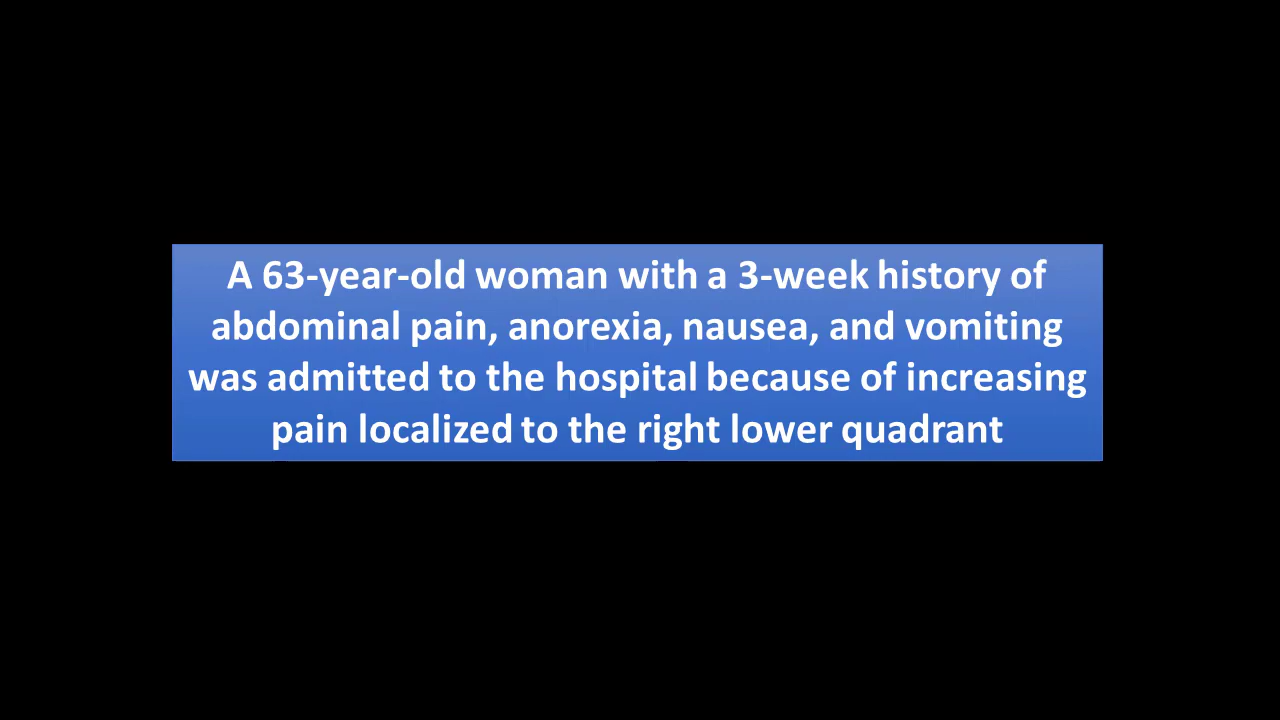 A 63-year-old woman with a 3-week history of
abdominal pain, anorexia, nausea, and vomiting
was admitted to the hospital because of increasing
pain localized to the right lower quadrant